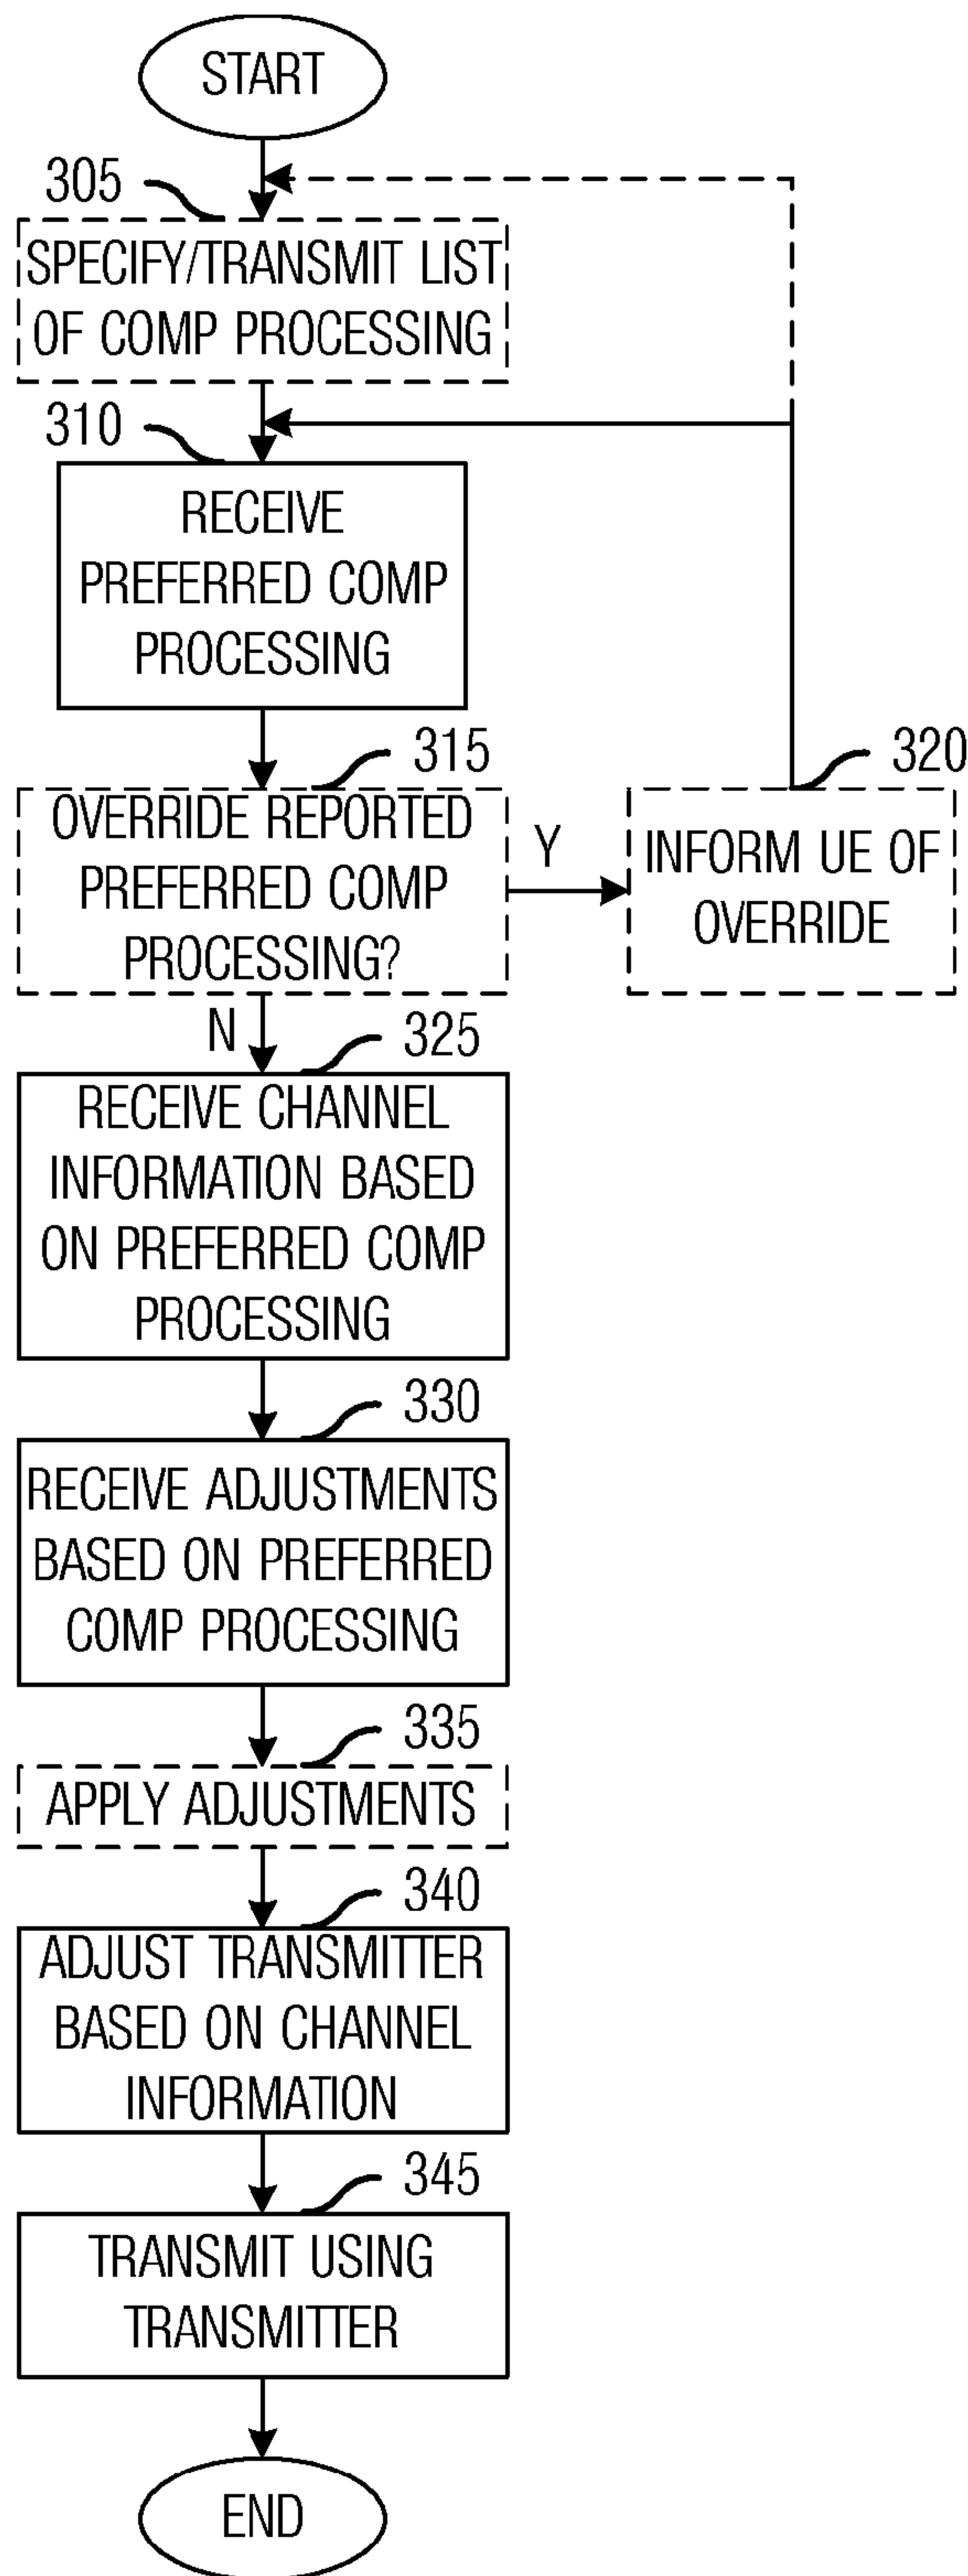 START
305
SPECIFY/TRANSMIT LIST
OF COMP PROCESSING
310
RECEIVE
PREFERRED COMP
PROCESSING
315
OVERRIDE REPORTED
PREFERRED COMP
PROCESSING?
Y
320
INFORM UE OF
OVERRIDE
N
325
RECEIVE CHANNEL
INFORMATION BASED
ON PREFERRED COMP
PROCESSING
330
RECEIVE ADJUSTMENTS
BASED ON PREFERRED
COMP PROCESSING
335
APPLY ADJUSTMENTS
340
ADJUST TRANSMITTER
BASED ON CHANNEL
INFORMATION
345
TRANSMIT USING
TRANSMITTER
END